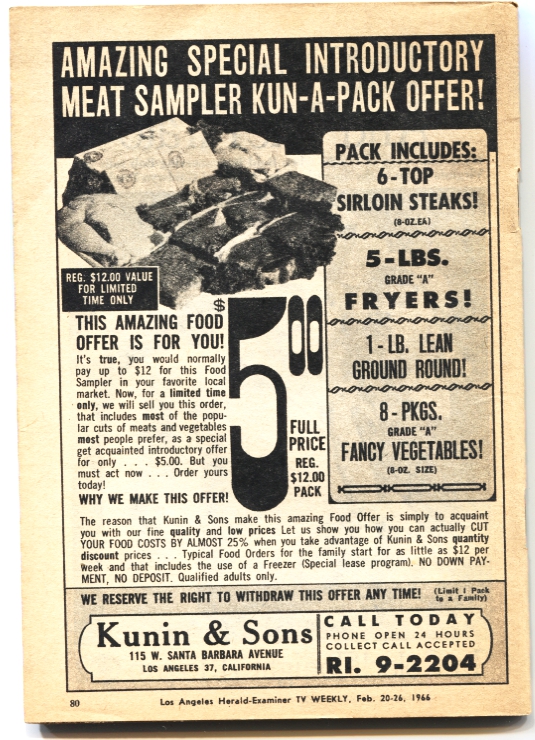 AMAZING SPECIAL INTRODUCTORY
MEAT SAMPLER KUN-A-PACK OFFER!
PACK INCLUDES:
6-TOP
SIRLOIN STEAKS!
(8-OZ.EA)
5-LBS.
GRADE "A"
FRYERS!
1-LB. LEAN
GROUND ROUND!
8-PKGS.
GRADE "A"
FANCY VEGETABLES!
(8-OZ. SIZE)
REG. $12.00 VALUE
FOR LIMITED
TIME ONLY
THIS AMAZING FOOD
OFFER IS FOR YOU!
It's true, you would normally
pay up to $12 for this Food
Sampler in your favorite local
market. Now, for a limited time
only, we will sell you this order,
that includes most of the popu-
lar cuts of meats and vegetables
most people prefer, as a special
get acquainted introductory offer
for only . . . $5.00. But you
must act now . . . Order yours
today!
WHY WE MAKE THIS OFFER!
$5.00
FULL
PRICE
REG.
$12.00
PACK
The reason that Kunin & Sons make this amazing Food Offer is simply to acquaint
you with our fine quality and low prices Let us show you how you can actually CUT
YOUR FOOD COSTS BY ALMOST 25% when you take advantage of Kunin & Sons quantity
discount prices . . . Typical Food Orders for the family start for as little as $12 per
Week and that includes the use of a Freezer (Special lease program). NO DOWN PAY-
MENT, NO DEPOSIT. Qualified adults only.
WE RESERVE THE RIGHT TO WITHDRAW THIS OFFER ANY TIME! (Limit 1 Pack
to a Family)
Kunin & Sons
115 W. SANTA BARBARA AVENUE
LOS ANGELES 37, CALIFORNIA
CALL TODAY
PHONE OPEN 24 HOURS
COLLECT CALL ACCEPTED
RI. 9-2204
80 Los Angeles Herald-Examiner TV WEEKLY, Feb. 20-26, 1966